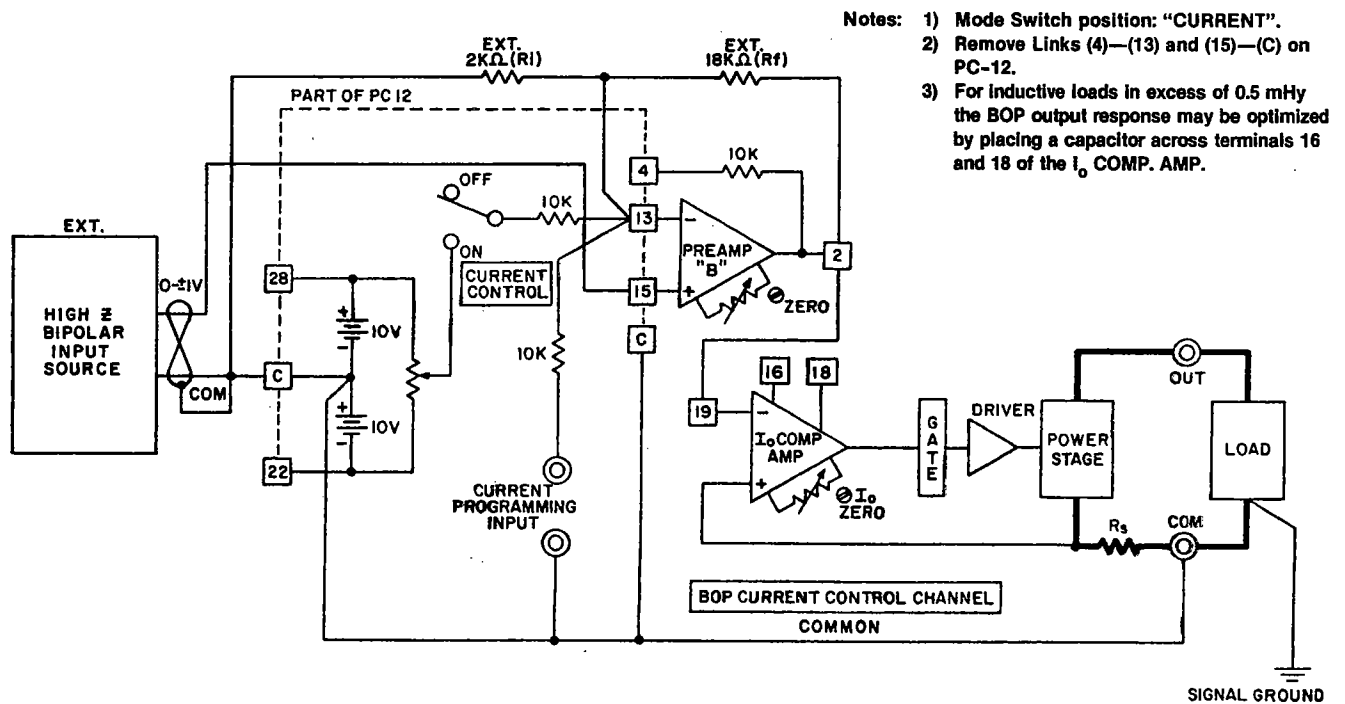 Notes: 1) Mode Switch position: “CURRENT”.
2) Remove Links (4)—(13) and (15)—(C) on
PC-12.
3) For inductive loads in excess of 0.5 mHy
the BOP output response may be optimized
by placing a capacitor across terminals 16
and 18 of the Io COMP. AMP.
EXT.
2KΩ(RI)
EXT.
18KΩ(Rf)
PART OF PC 12
4
10K
OFF
10K
13
−
PREAMP
"B"
2
ON
CURRENT
CONTROL
15
+
ZERO
EXT.
HIGH Z
BIPOLAR
INPUT
SOURCE
0-±1V
COM
28
+
10V
-
C
+
10V
-
22
C
10K
CURRENT
PROGRAMMING
INPUT
16
18
19
−
Io COMP
AMP
+
Io
ZERO
GATE
DRIVER
POWER
STAGE
OUT
LOAD
Rs
COM
BOP CURRENT CONTROL CHANNEL
COMMON
SIGNAL GROUND